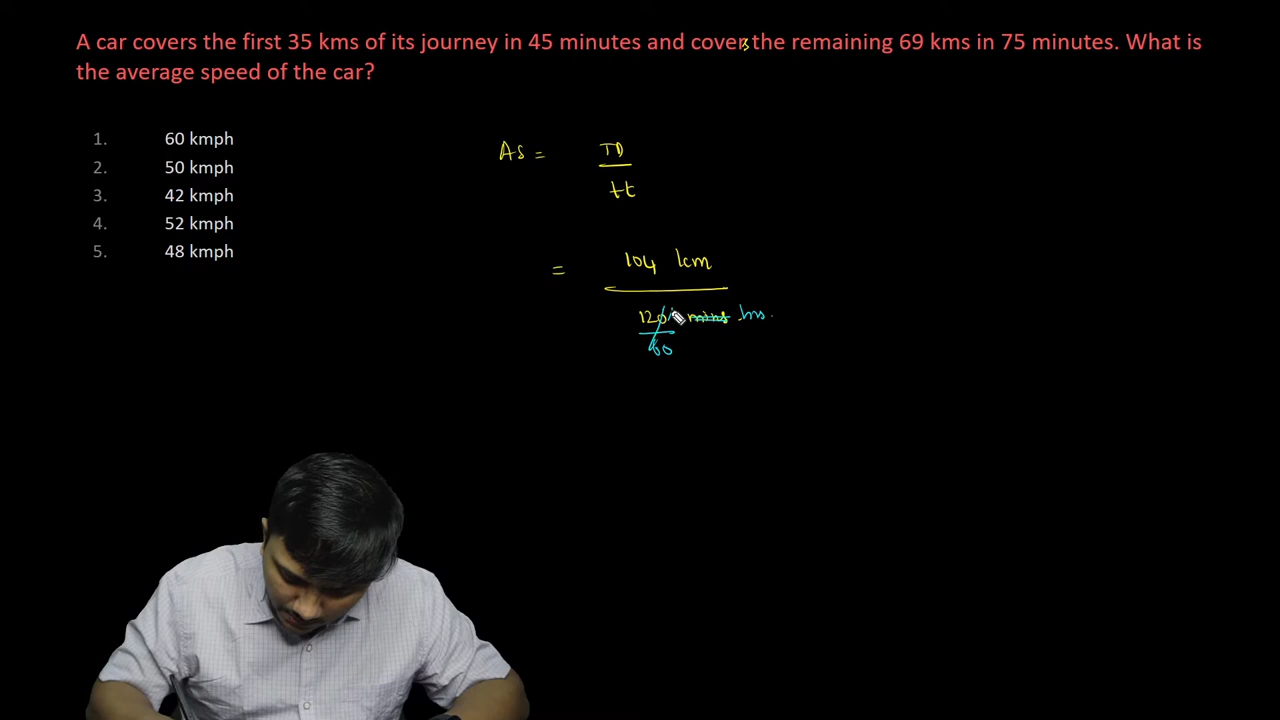 A car covers the first 35 kms of its journey in 45 minutes and covers the remaining 69 kms in 75 minutes. What is
the average speed of the car?
1. 60 kmph
2. 50 kmph
3. 42 kmph
4. 52 kmph
5. 48 kmph
AS = TD
tt
= 104 km
120 mins hrs.
60